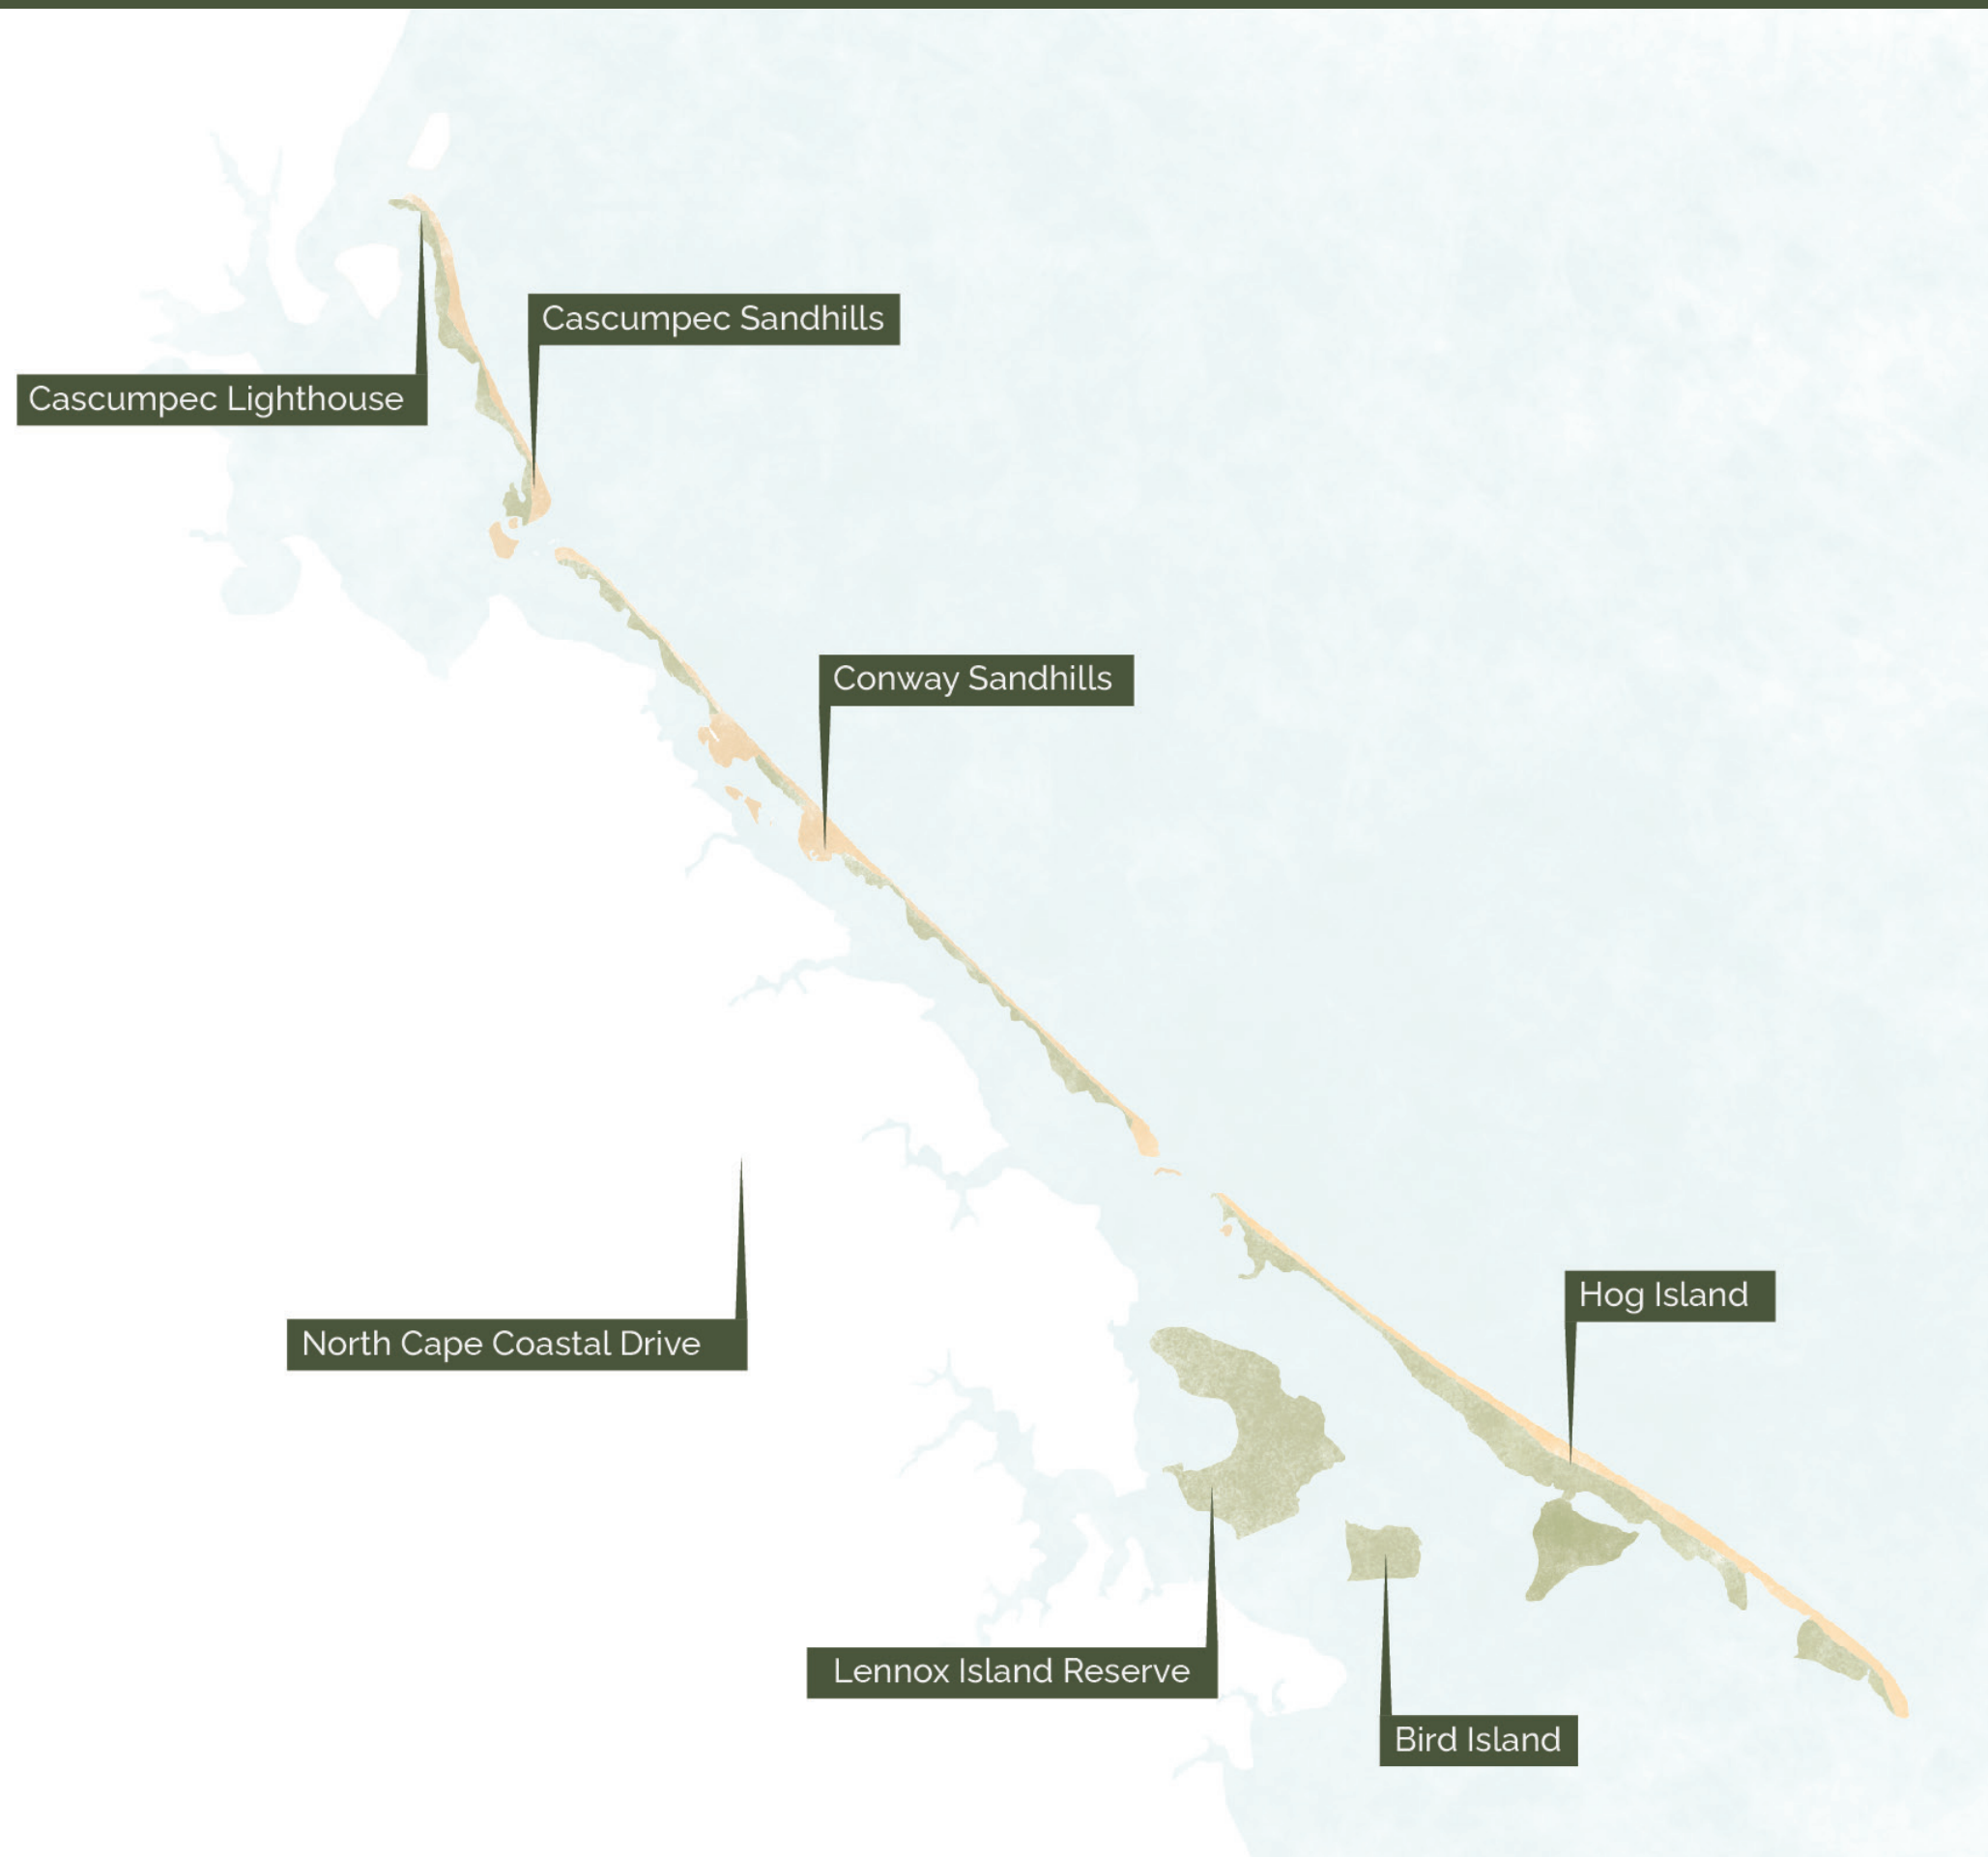 Cascumpec Sandhills
Cascumpec Lighthouse
Conway Sandhills
Hog Island
North Cape Coastal Drive
Lennox Island Reserve
Bird Island